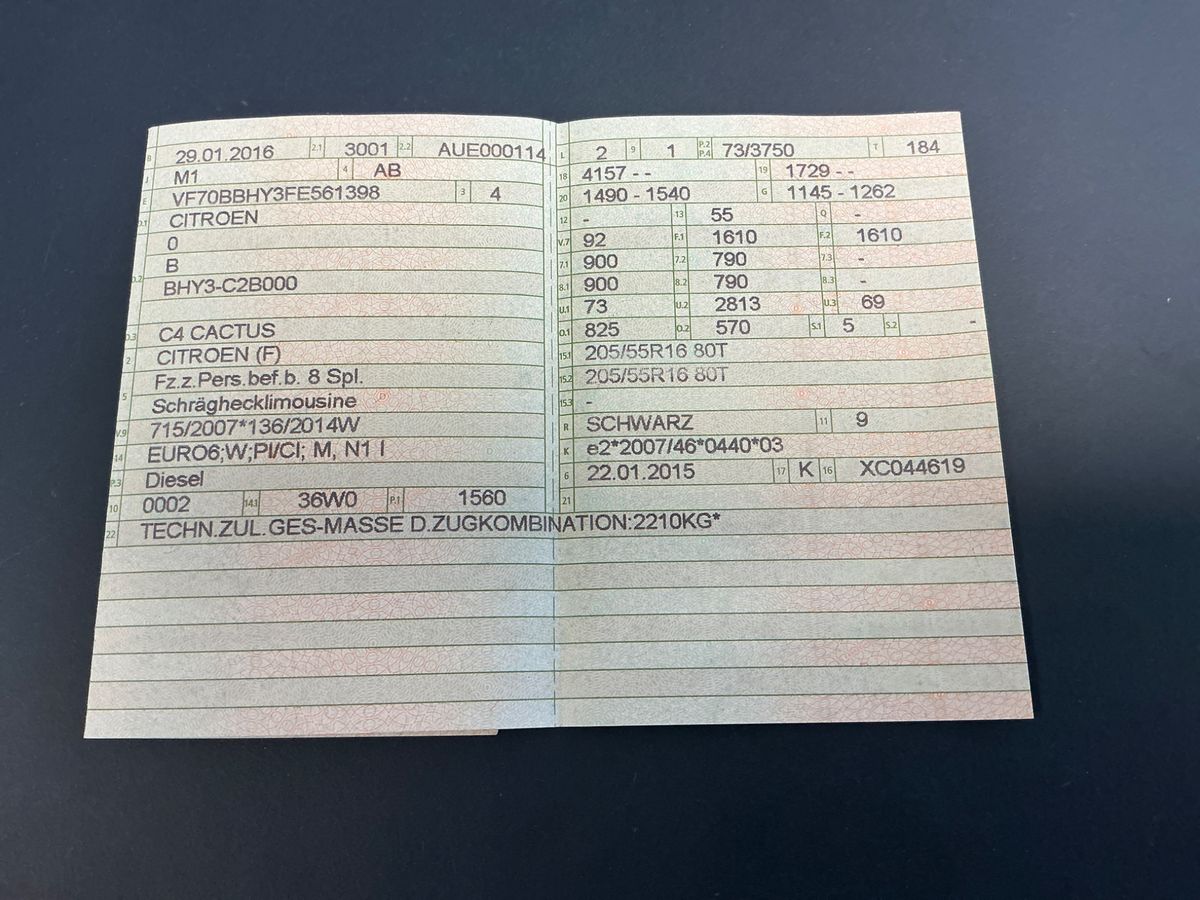 B 29.01.2016 2.1 3001 2.2 AUE000114
J M1 4 AB
E VF70BBHY3FE561398 3 4
D.1 CITROEN
0
D.2 B
BHY3-C2B000
D.3 C4 CACTUS
2 CITROEN (F)
5 Fz.z.Pers.bef.b. 8 Spl.
Schräghecklimousine
V.9 715/2007*136/2014W
14 EURO6;W;PI/CI; M, N1 I
P.3 Diesel
10 0002 14.1 36W0 P.1 1560
L 2 9 1 P.2 P.4 73/3750 T 184
18 4157 - - 19 1729 - -
20 1490 - 1540 G 1145 - 1262
12 - 13 55 Q -
V.7 92 F.1 1610 F.2 1610
7.1 900 7.2 790 7.3 -
8.1 900 8.2 790 8.3 -
U.1 73 U.2 2813 U.3 69
O.1 825 O.2 570 S.1 5 S.2 -
15.1 205/55R16 80T
15.2 205/55R16 80T
15.3 -
R SCHWARZ 11 9
K e2*2007/46*0440*03
6 22.01.2015 17 K 16 XC044619
21
22 TECHN.ZUL.GES-MASSE D.ZUGKOMBINATION:2210KG*